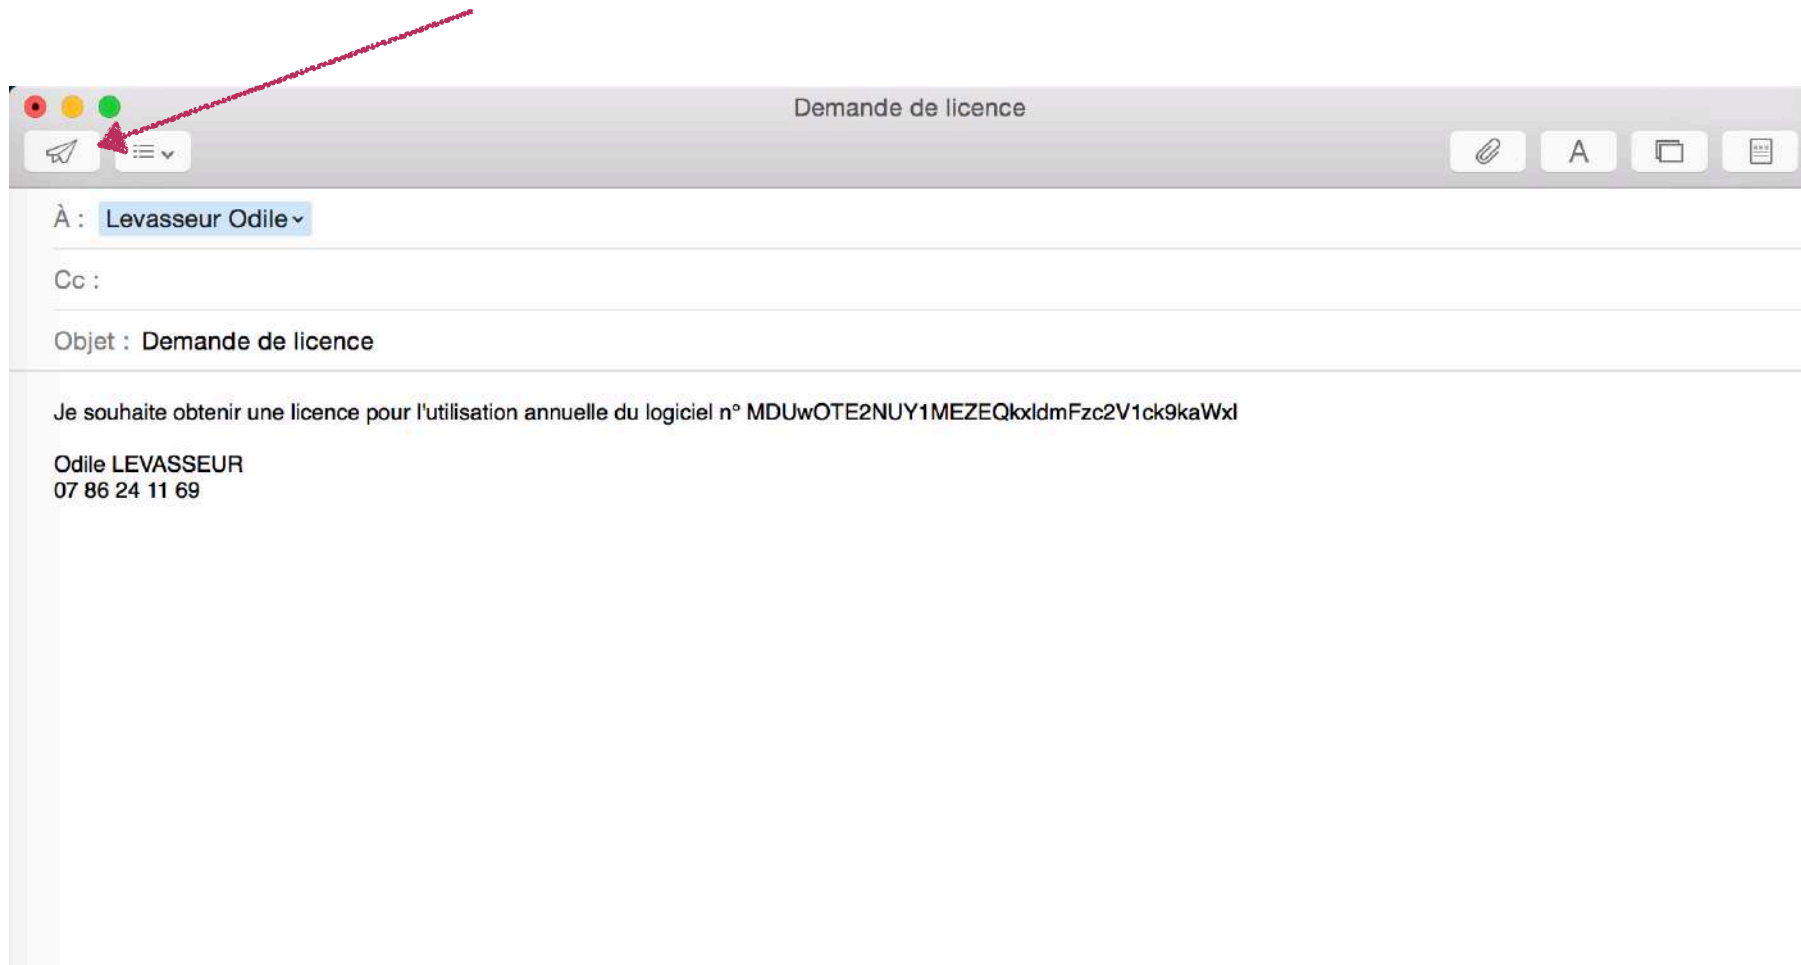 Demande de licence
A
À : Levasseur Odile
Cc :
Objet : Demande de licence
Je souhaite obtenir une licence pour l'utilisation annuelle du logiciel n° MDUwOTE2NUY1MEZEQkxldmFzc2V1ck9kaWxl
Odile LEVASSEUR
07 86 24 11 69